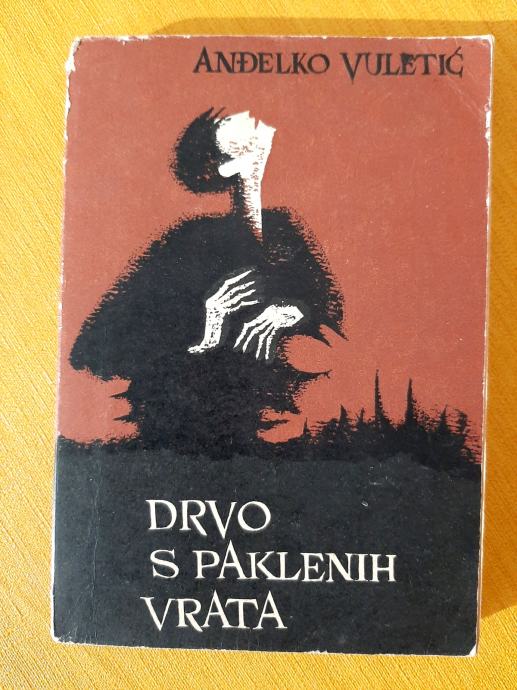 ANĐELKO VULETIĆ
DRVO
S PAKLENIH
VRATA